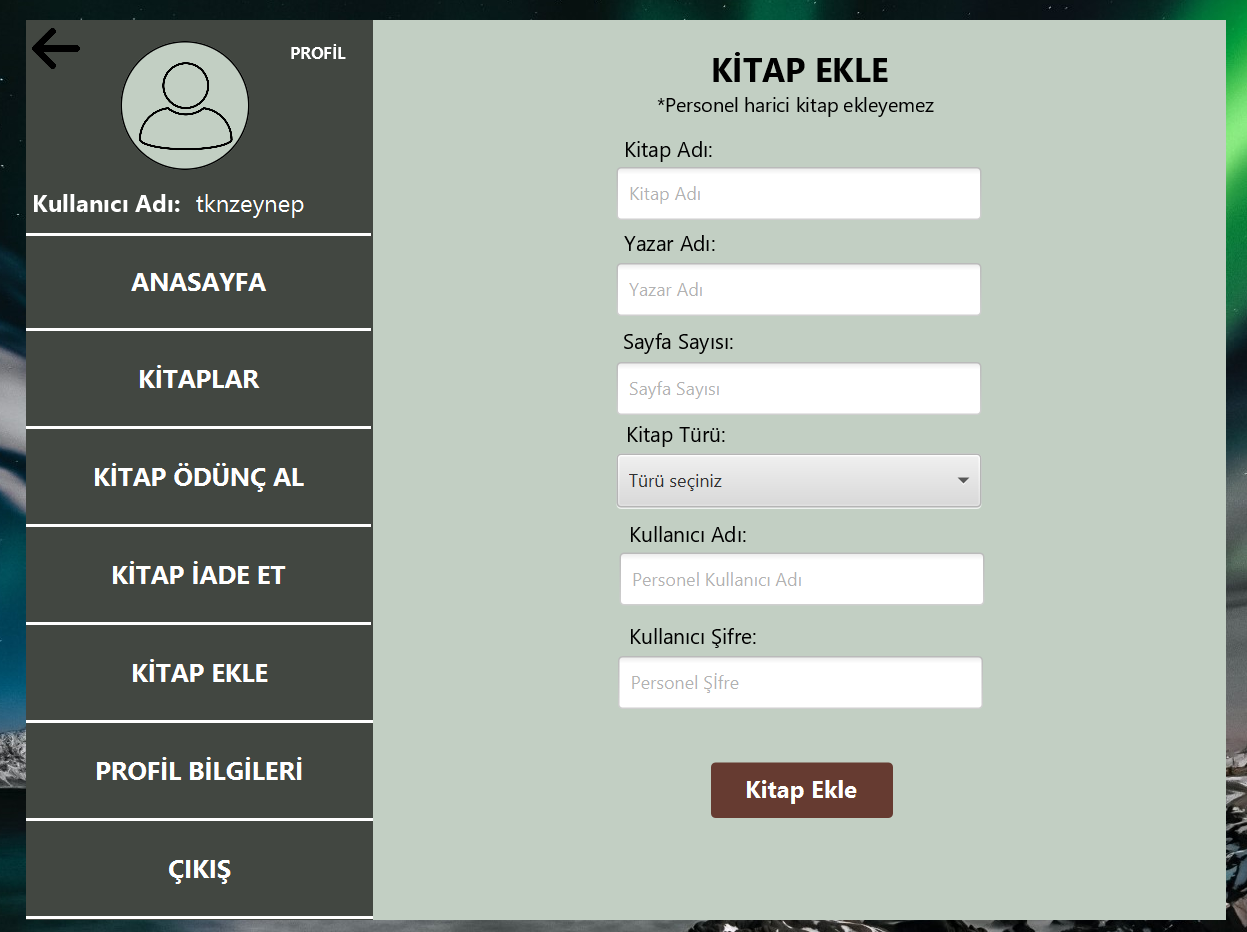 PROFİL
Kullanıcı Adı: tknzeynep
ANASAYFA
KİTAPLAR
KİTAP ÖDÜNÇ AL
KİTAP İADE ET
KİTAP EKLE
PROFİL BİLGİLERİ
ÇIKIŞ
KİTAP EKLE
*Personel harici kitap ekleyemez
Kitap Adı:
Kitap Adı
Yazar Adı:
Yazar Adı
Sayfa Sayısı:
Sayfa Sayısı
Kitap Türü:
Türü seçiniz
Kullanıcı Adı:
Personel Kullanıcı Adı
Kullanıcı Şifre:
Personel Şİfre
Kitap Ekle